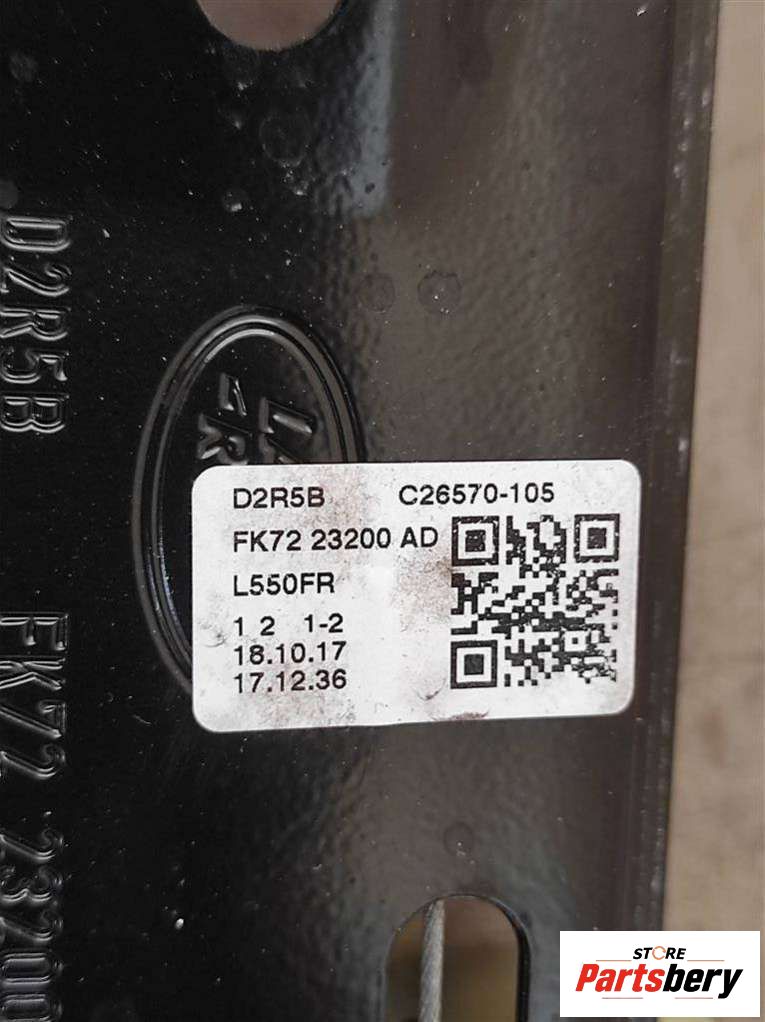 D2R5B
FK72 23200
D2R5B C26570-105
FK72 23200 AD
L550FR
1 2 1-2
18.10.17
17.12.36
STORE
Partsbery